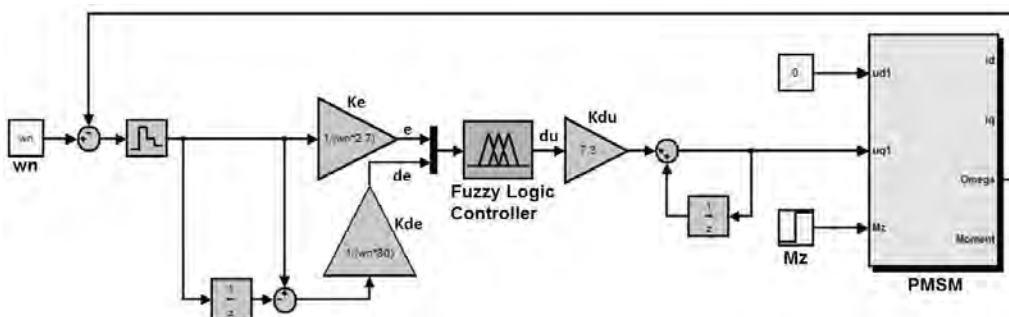 wn
wn
Ke
1/(wn*2.7)
e
de
Kde
1/(wn*80)
1
z
Fuzzy Logic
Controller
du
Kdu
7.3
1
z
0
Mz
ud1
uq1
Mz
id
iq
Omega
Moment
PMSM